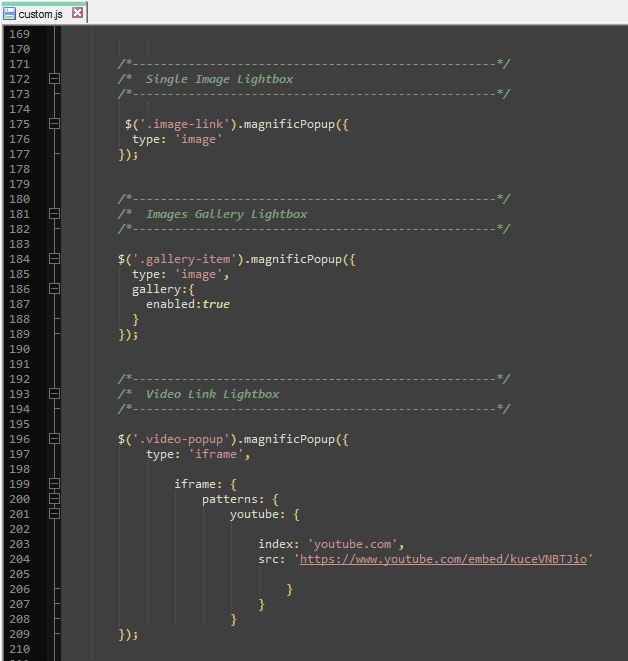 custom.js
169
170
171 /*----------------------------------------------------*/
172 /*  Single Image Lightbox
173 /*----------------------------------------------------*/
174
175 $('.image-link').magnificPopup({
176 type: 'image'
177 });
178
179
180 /*----------------------------------------------------*/
181 /*  Images Gallery Lightbox
182 /*----------------------------------------------------*/
183
184 $('.gallery-item').magnificPopup({
185 type: 'image',
186 gallery:{
187 enabled:true
188 }
189 });
190
191
192 /*----------------------------------------------------*/
193 /*  Video Link Lightbox
194 /*----------------------------------------------------*/
195
196 $('.video-popup').magnificPopup({
197 type: 'iframe',
198
199 iframe: {
200 patterns: {
201 youtube: {
202
203 index: 'youtube.com',
204 src: 'https://www.youtube.com/embed/kuceVNBTJio'
205
206 }
207 }
208 }
209 });
210